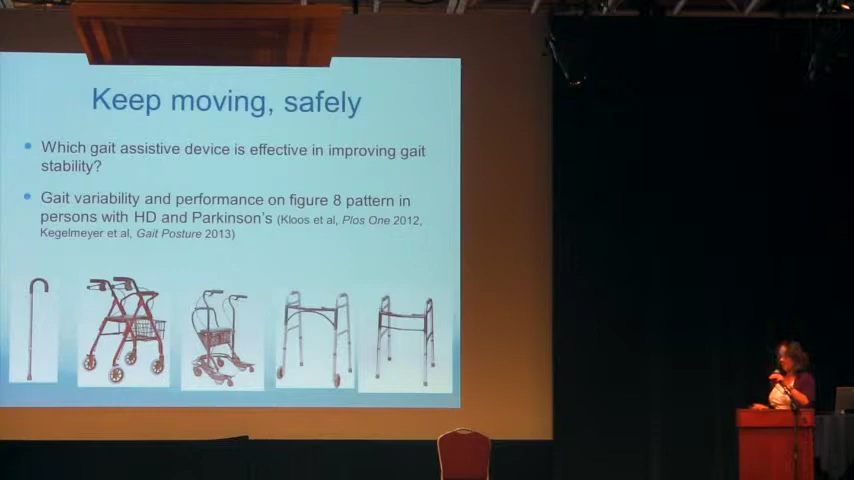 Keep moving, safely
Which gait assistive device is effective in improving gait
stability?
Gait variability and performance on figure 8 pattern in
persons with HD and Parkinson's (Kloos et al, Plos One 2012,
Kegelmeyer et al, Gait Posture 2013)